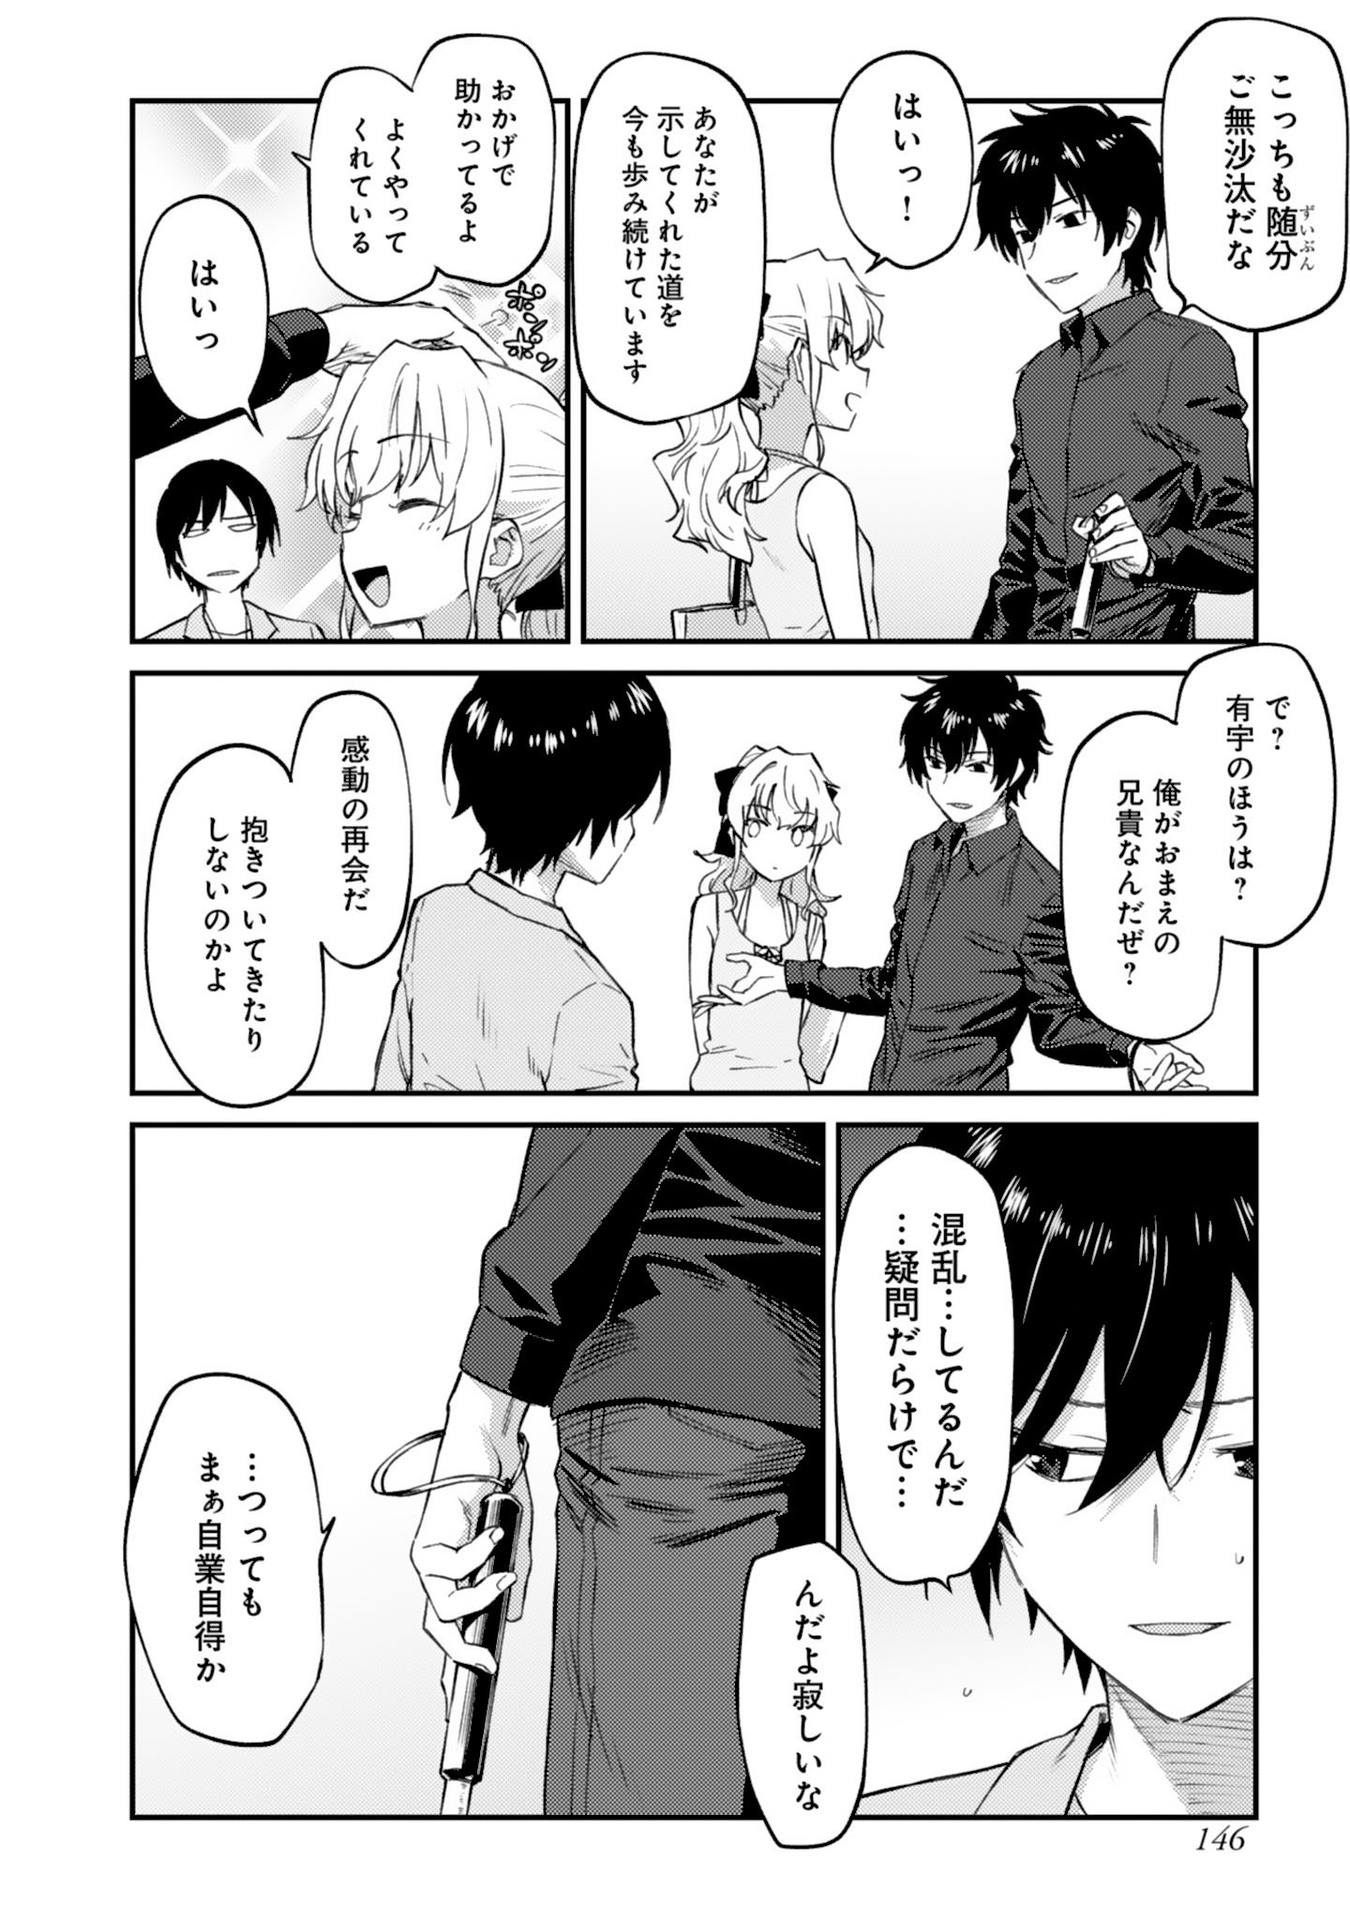 こっちも随分
ずいぶん
ご無沙汰だな
はいっ！
あなたが
示してくれた道を
今も歩み続けています
おかげで
助かってるよ
よくやって
くれている
ポンポンッ
はいっ
で？
有宇のほうは？
俺がおまえの
兄貴なんだぜ？
感動の再会だ
抱きついてきたり
しないのかよ
混乱…してるんだ
…疑問だらけで…
んだよ寂しいな
…つっても
まぁ自業自得か
146